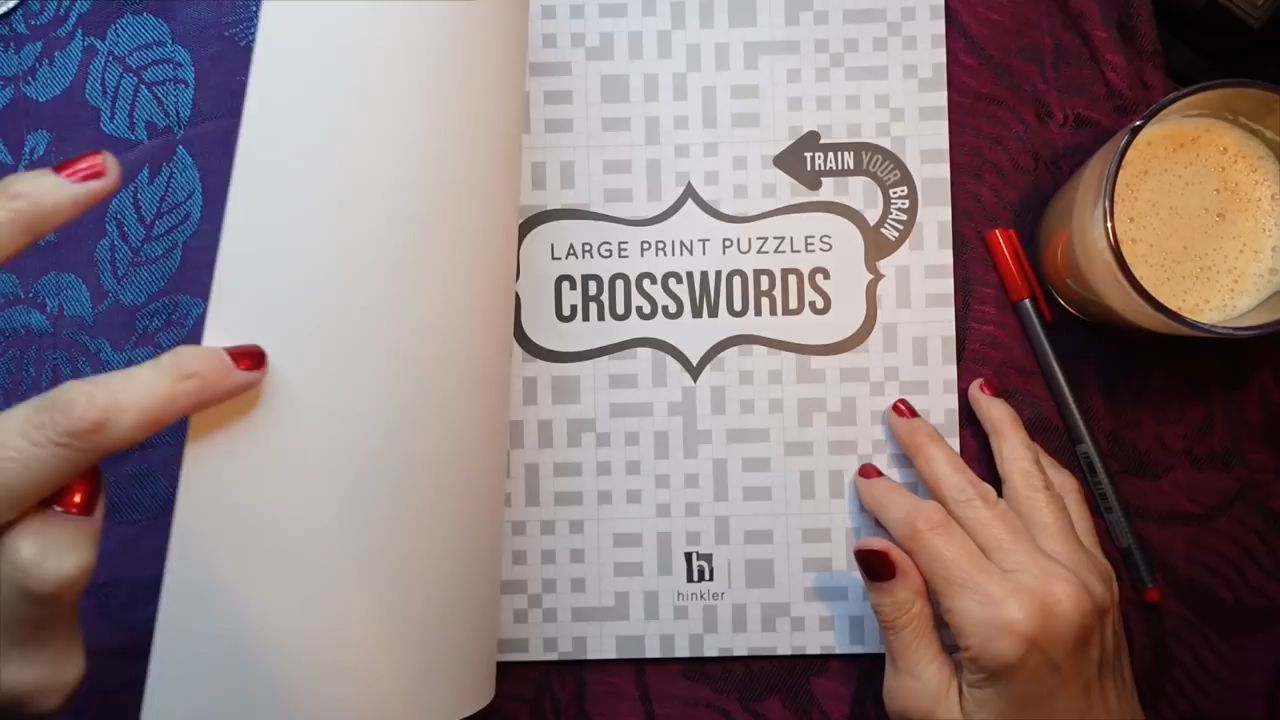 TRAIN YOUR BRAIN
LARGE PRINT PUZZLES
CROSSWORDS
h
hinkler